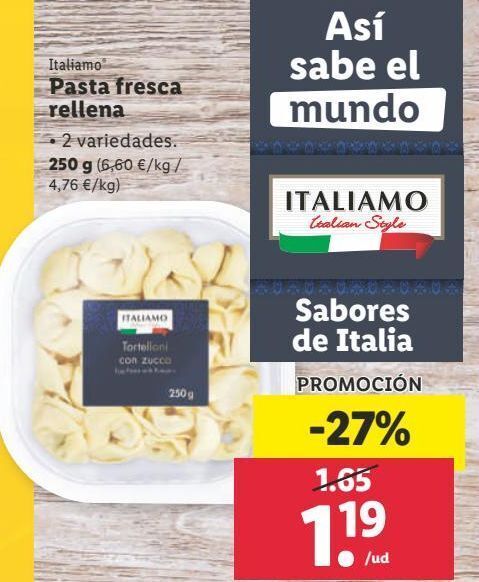 Italiamo®
Pasta fresca
rellena
• 2 variedades.
250 g (6,60 €/kg /
4,76 €/kg)
Así
sabe el
mundo
ITALIAMO
Italian Style
Sabores
de Italia
ITALIAMO
Tortelloni
con zucca
250 g
PROMOCIÓN
-27%
1.65
1.19
/ud